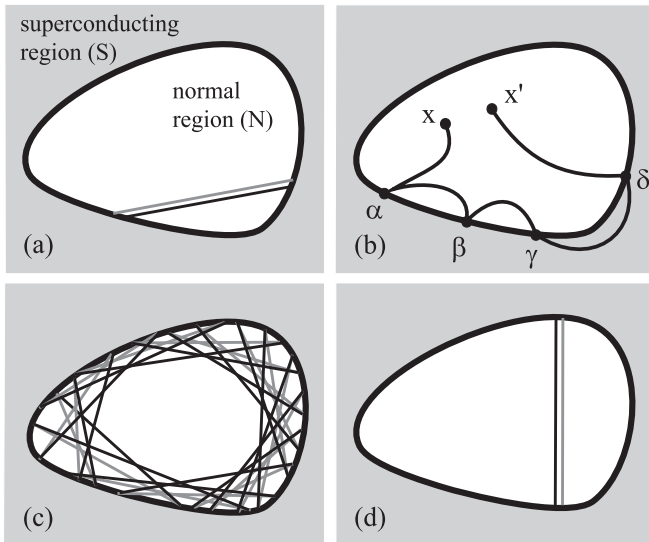 superconducting
region (S)
normal
region (N)
(a)
x
x'
α
β
γ
δ
(b)
(c)
(d)